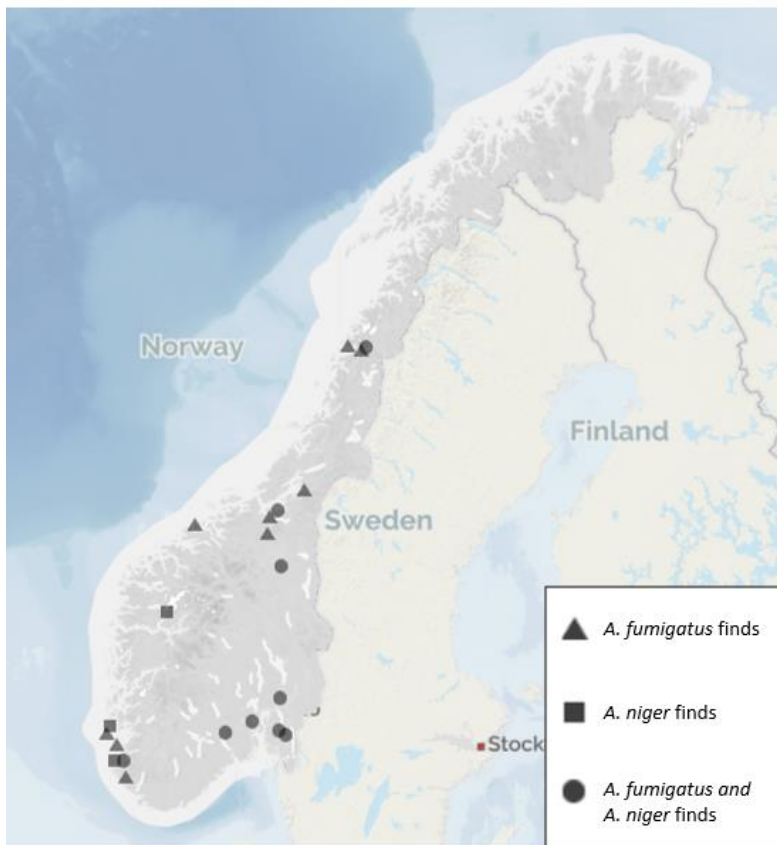 Norway
Finland
Sweden
A. fumigatus finds
A. niger finds
Stock
A. fumigatus and
A. niger finds